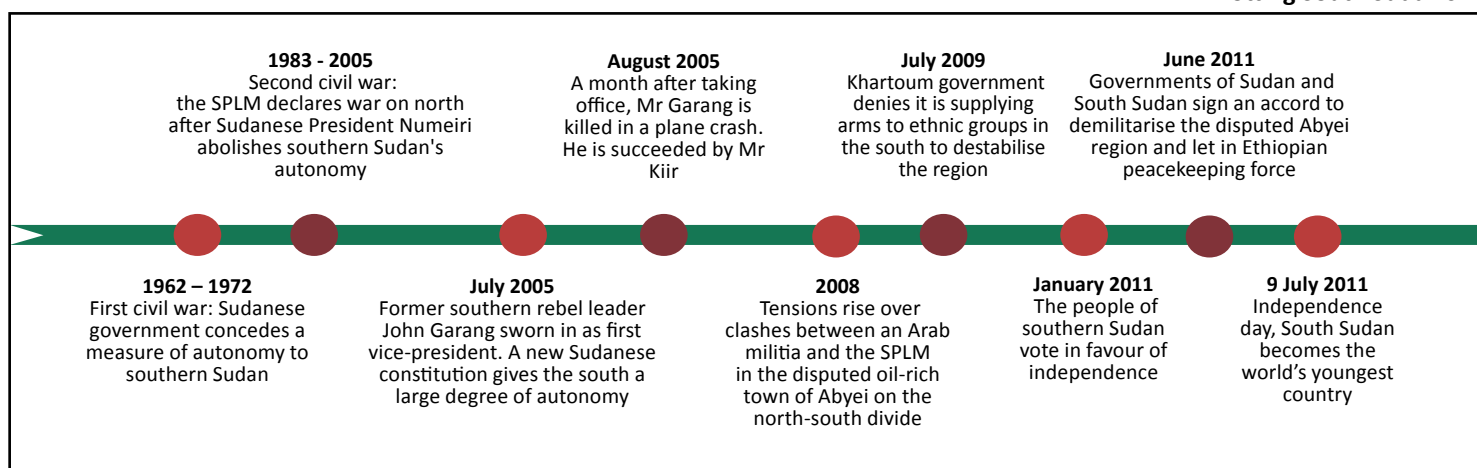 1983 - 2005
Second civil war:
the SPLM declares war on north
after Sudanese President Numeiri
abolishes southern Sudan's
autonomy
August 2005
A month after taking
office, Mr Garang is
killed in a plane crash.
He is succeeded by Mr
Kiir
July 2009
Khartoum government
denies it is supplying
arms to ethnic groups in
the south to destabilise
the region
June 2011
Governments of Sudan and
South Sudan sign an accord to
demilitarise the disputed Abyei
region and let in Ethiopian
peacekeeping force
1962 – 1972
First civil war: Sudanese
government concedes a
measure of autonomy to
southern Sudan
July 2005
Former southern rebel leader
John Garang sworn in as first
vice-president. A new Sudanese
constitution gives the south a
large degree of autonomy
2008
Tensions rise over
clashes between an Arab
militia and the SPLM
in the disputed oil-rich
town of Abyei on the
north-south divide
January 2011
The people of
southern Sudan
vote in favour of
independence
9 July 2011
Independence
day, South Sudan
becomes the
world's youngest
country